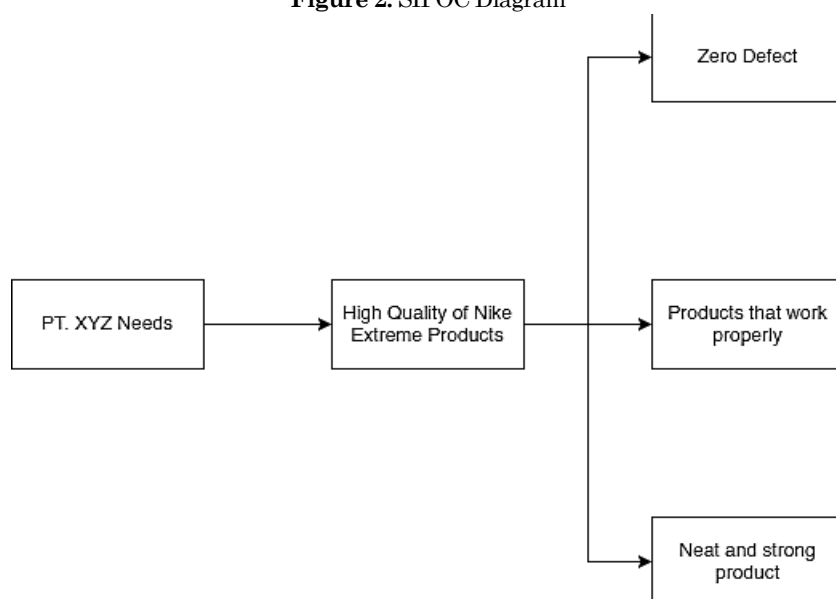 Figure 2. SIPOC Diagram
Zero Defect
PT. XYZ Needs
High Quality of Nike
Extreme Products
Products that work
properly
Neat and strong
product